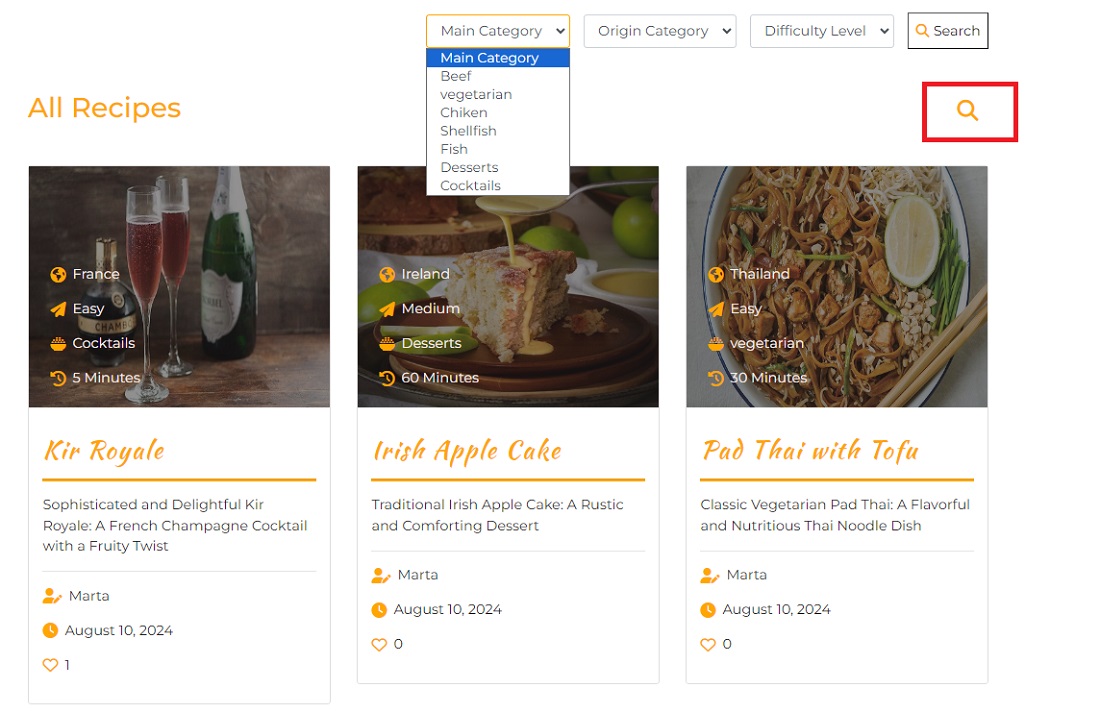 Main Category
Origin Category
Difficulty Level
Search
Main Category
Beef
vegetarian
Chiken
Shellfish
Fish
Desserts
Cocktails
All Recipes
France
Easy
Cocktails
5 Minutes
CHAMBO
Kir Royale
Sophisticated and Delightful Kir
Royale: A French Champagne Cocktail
with a Fruity Twist
Marta
August 10, 2024
1
Ireland
Medium
Desserts
60 Minutes
Irish Apple Cake
Traditional Irish Apple Cake: A Rustic
and Comforting Dessert
Marta
August 10, 2024
0
Thailand
Easy
vegetarian
30 Minutes
Pad Thai with Tofu
Classic Vegetarian Pad Thai: A Flavorful
and Nutritious Thai Noodle Dish
Marta
August 10, 2024
0